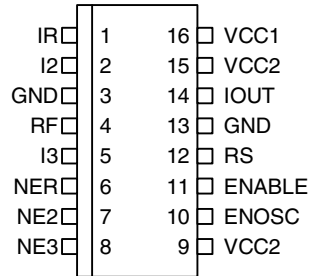 IR 1 16 VCC1
I2 2 15 VCC2
GND 3 14 IOUT
RF 4 13 GND
I3 5 12 RS
NER 6 11 ENABLE
NE2 7 10 ENOSC
NE3 8 9 VCC2